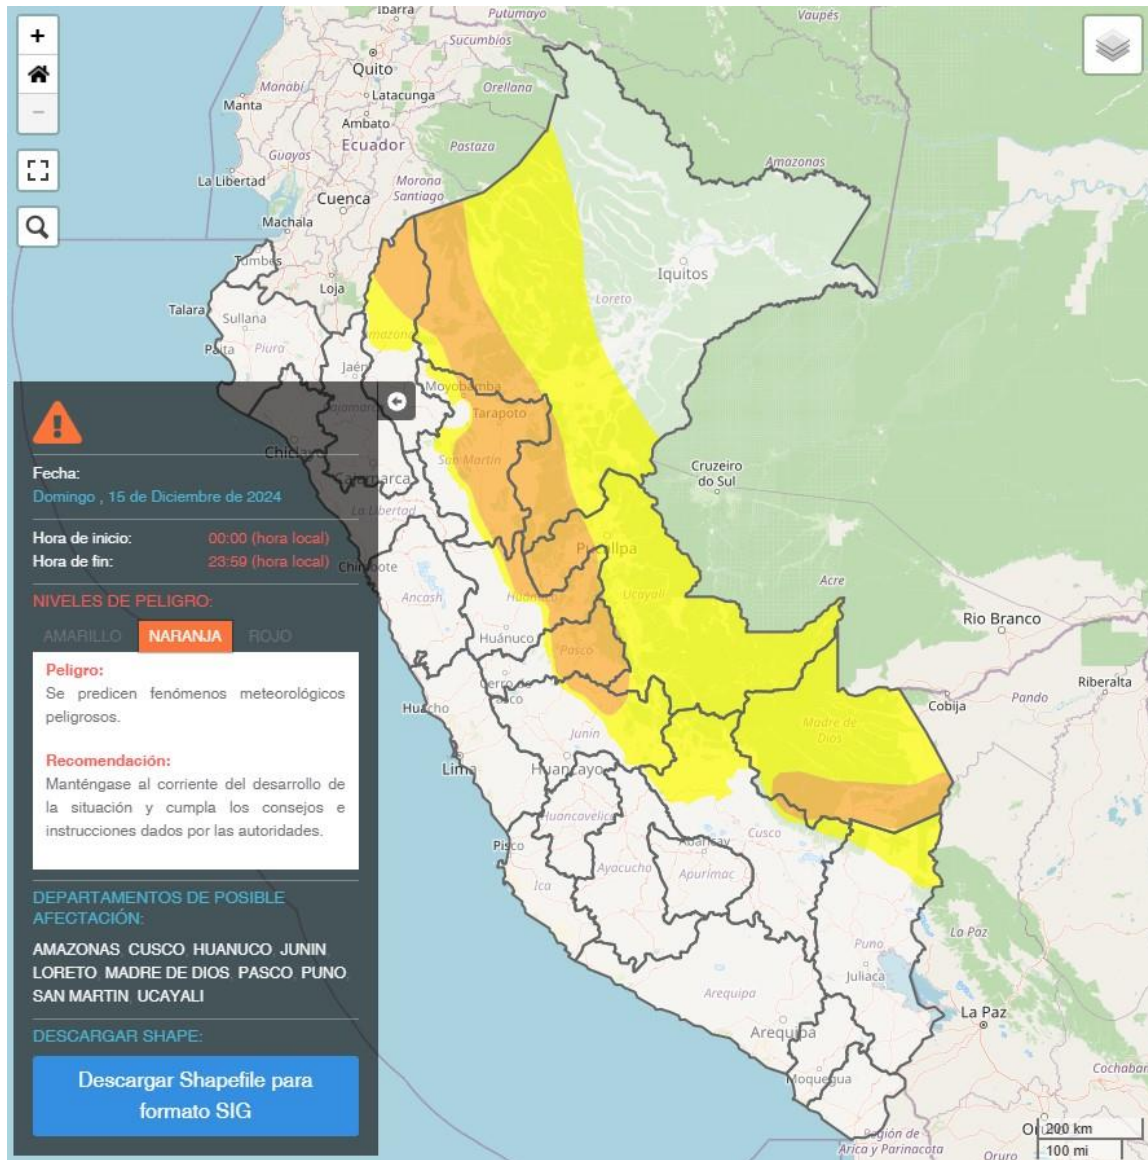 Ibarra
Putumayo
Vaupés
Sucumbíos
Quito
Manabí
Latacunga
Orellana
Manta
Ambato
Ecuador
Pastaza
Amazonas
Guayas
La Libertad
Morona
Santiago
Cuenca
Machala
Tumbes
Iquitos
Loja
Loreto
Talara
Sullana
Amazonas
Paita
Piura
Jaén
Moyobamba
Cajamarca
Tarapoto
Chiclayo
San Martín
Cruzeiro
do Sul
Cajamarca
La Libertad
Pucallpa
Chimbote
Acre
Ancash
Huánuco
Ucayali
Rio Branco
Huánuco
Pasco
Riberalta
Cerro de
Pasco
Pando
Cobija
Huacho
Madre de
Dios
Junín
Lima
Huancayo
Huancavelica
Cusco
Pisco
Abancay
Ayacucho
Apurímac
Ica
La Paz
Puno
Juliaca
Arequipa
La Paz
Arequipa
Moquegua
Cochabam
Oruro
Región de
Arica y Parinacota
Oruro
200 km
100 mi
+
−
Fecha:
Domingo , 15 de Diciembre de 2024
Hora de inicio: 00:00 (hora local)
Hora de fin: 23:59 (hora local)
NIVELES DE PELIGRO:
AMARILLO NARANJA ROJO
Peligro:
Se predicen fenómenos meteorológicos
peligrosos.
Recomendación:
Manténgase al corriente del desarrollo de
la situación y cumpla los consejos e
instrucciones dados por las autoridades.
DEPARTAMENTOS DE POSIBLE
AFECTACIÓN:
AMAZONAS CUSCO HUANUCO JUNIN
LORETO MADRE DE DIOS PASCO PUNO
SAN MARTIN UCAYALI
DESCARGAR SHAPE:
Descargar Shapefile para
formato SIG